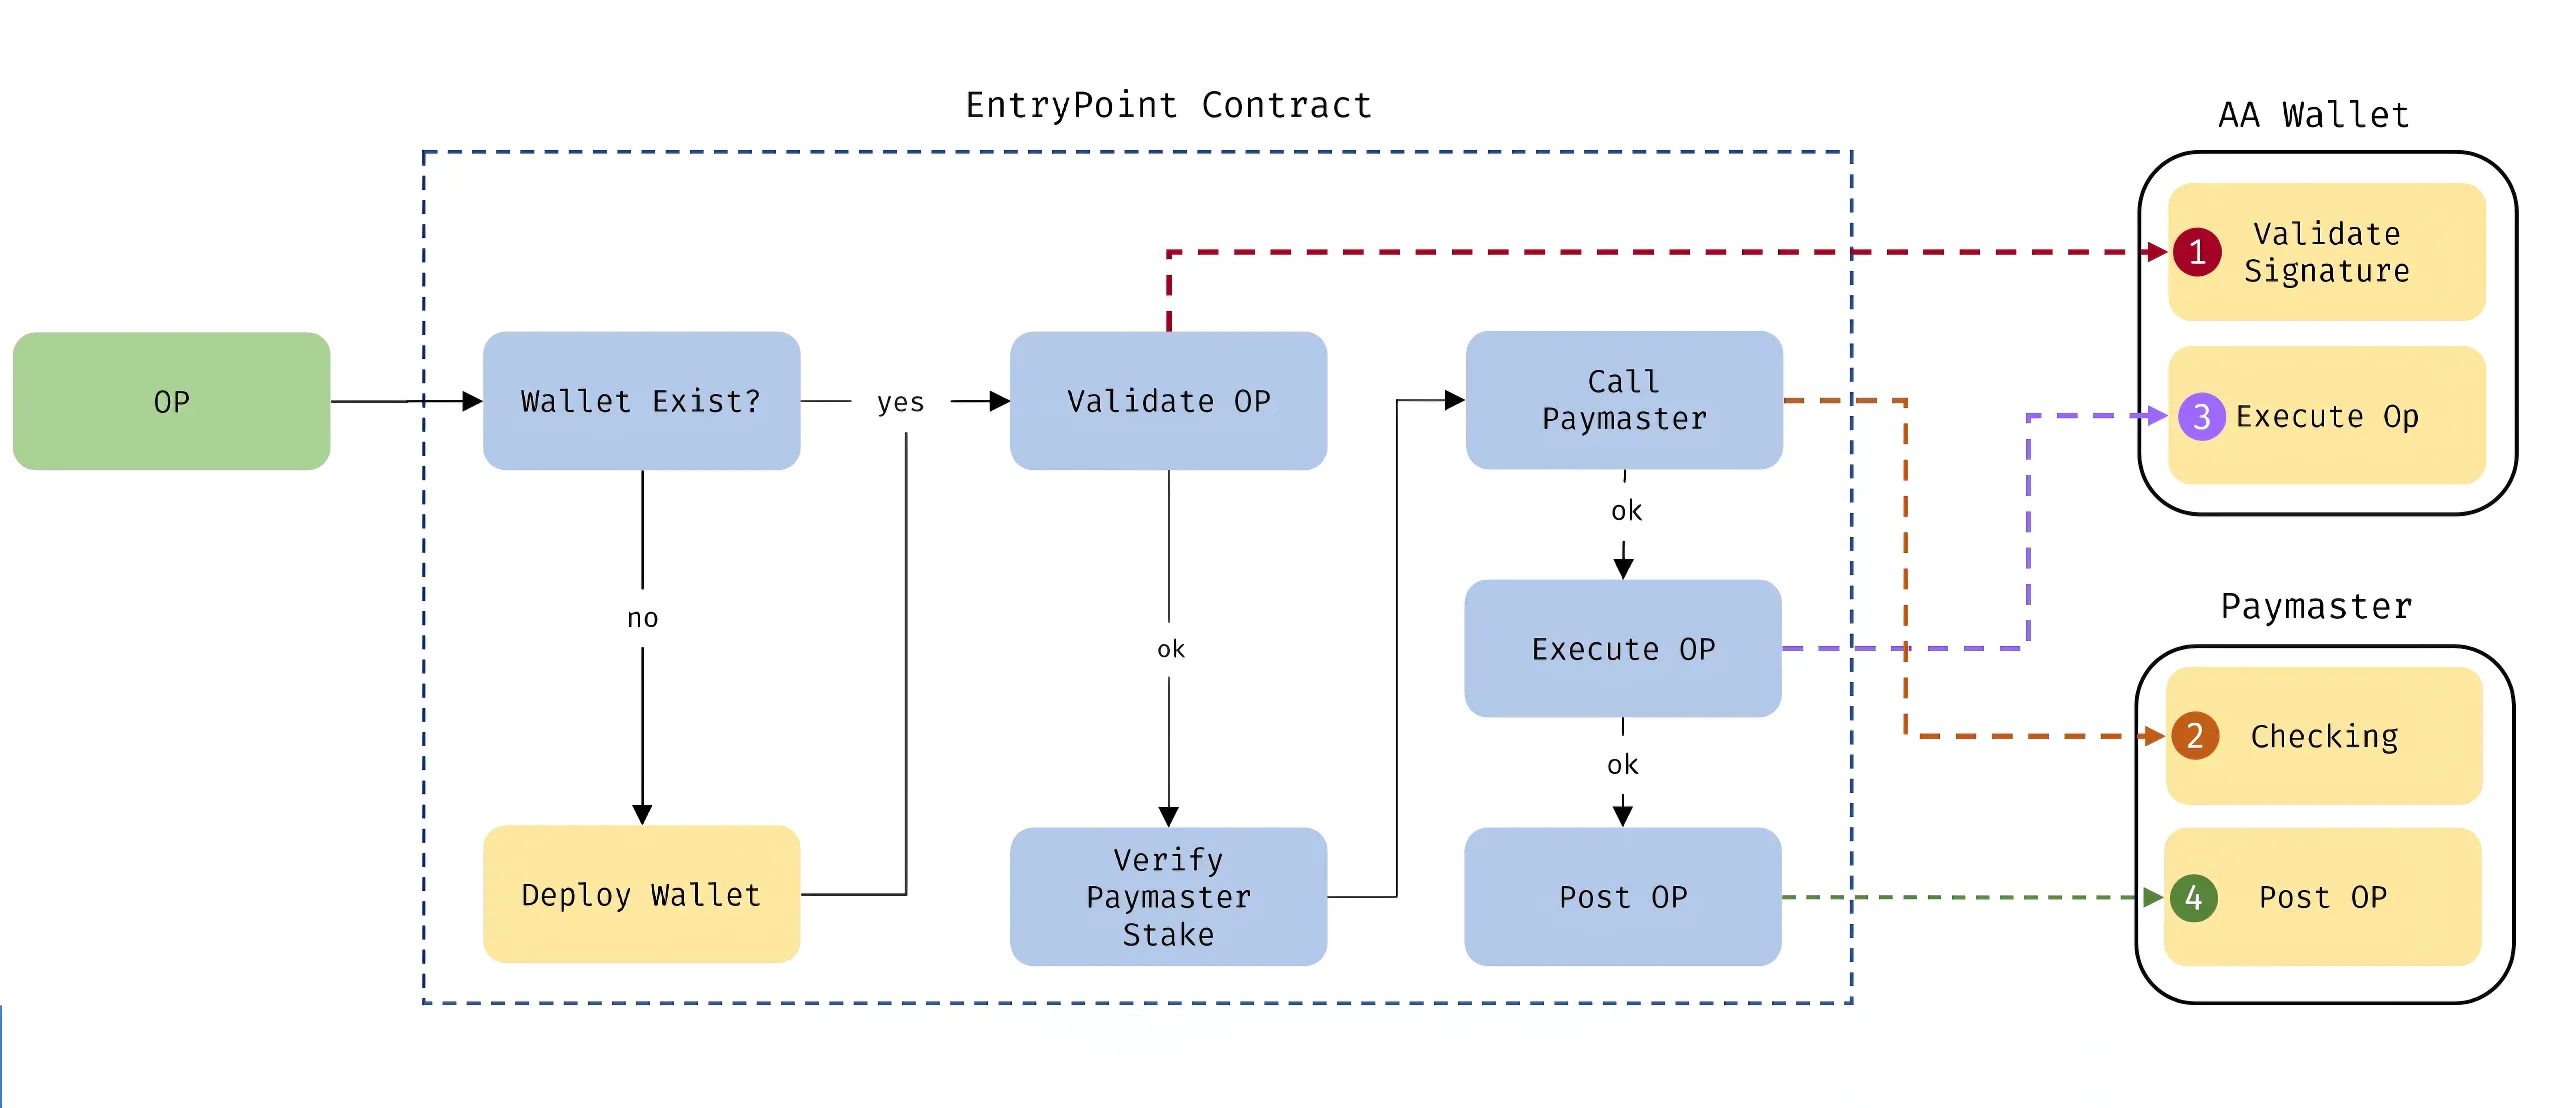 EntryPoint Contract
AA Wallet
1
Validate
Signature
OP
Wallet Exist?
yes
Validate OP
Call
Paymaster
3
Execute Op
ok
no
ok
Execute OP
Paymaster
2
Checking
ok
Deploy Wallet
Verify
Paymaster
Stake
Post OP
4
Post OP